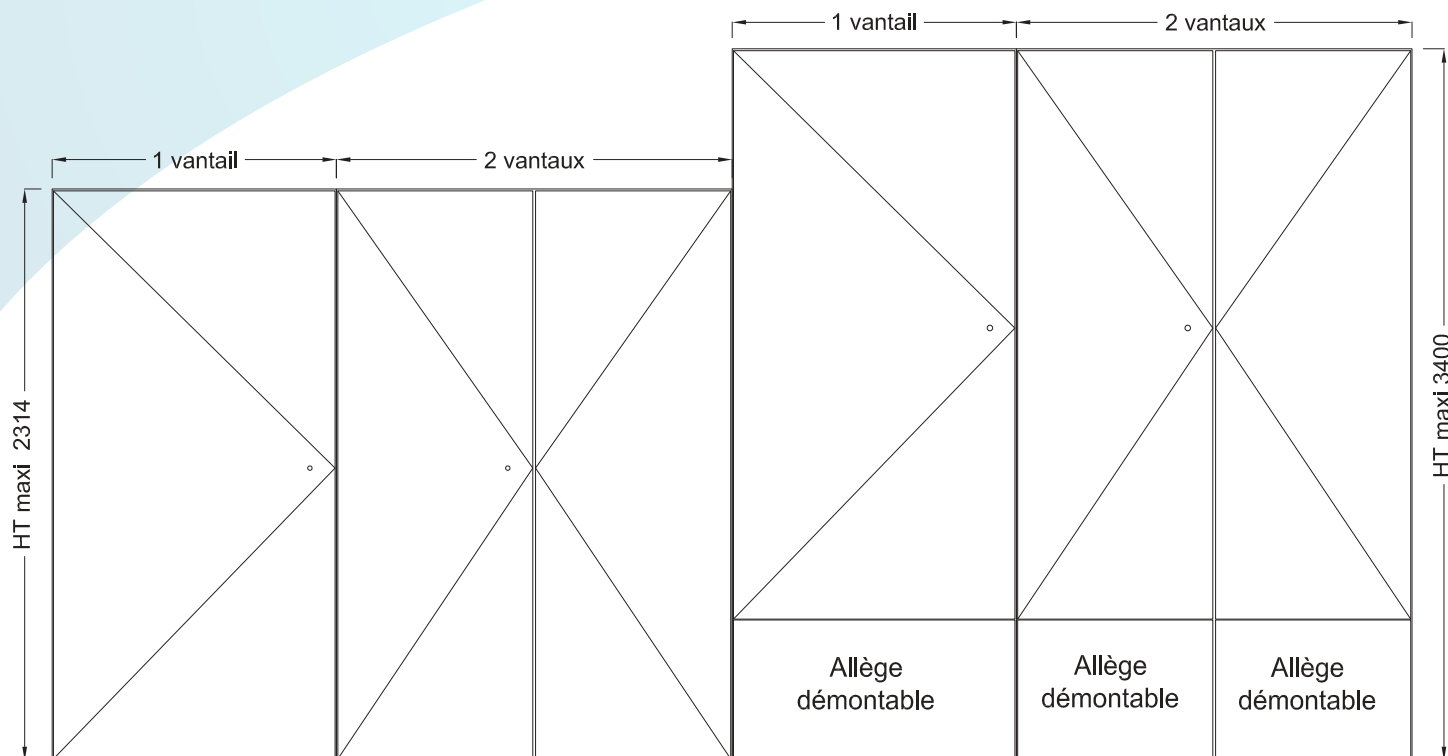 1 vantail
2 vantaux
1 vantail
2 vantaux
HT maxi 2314
HT maxi 3400
Allège
démontable
Allège
démontable
Allège
démontable